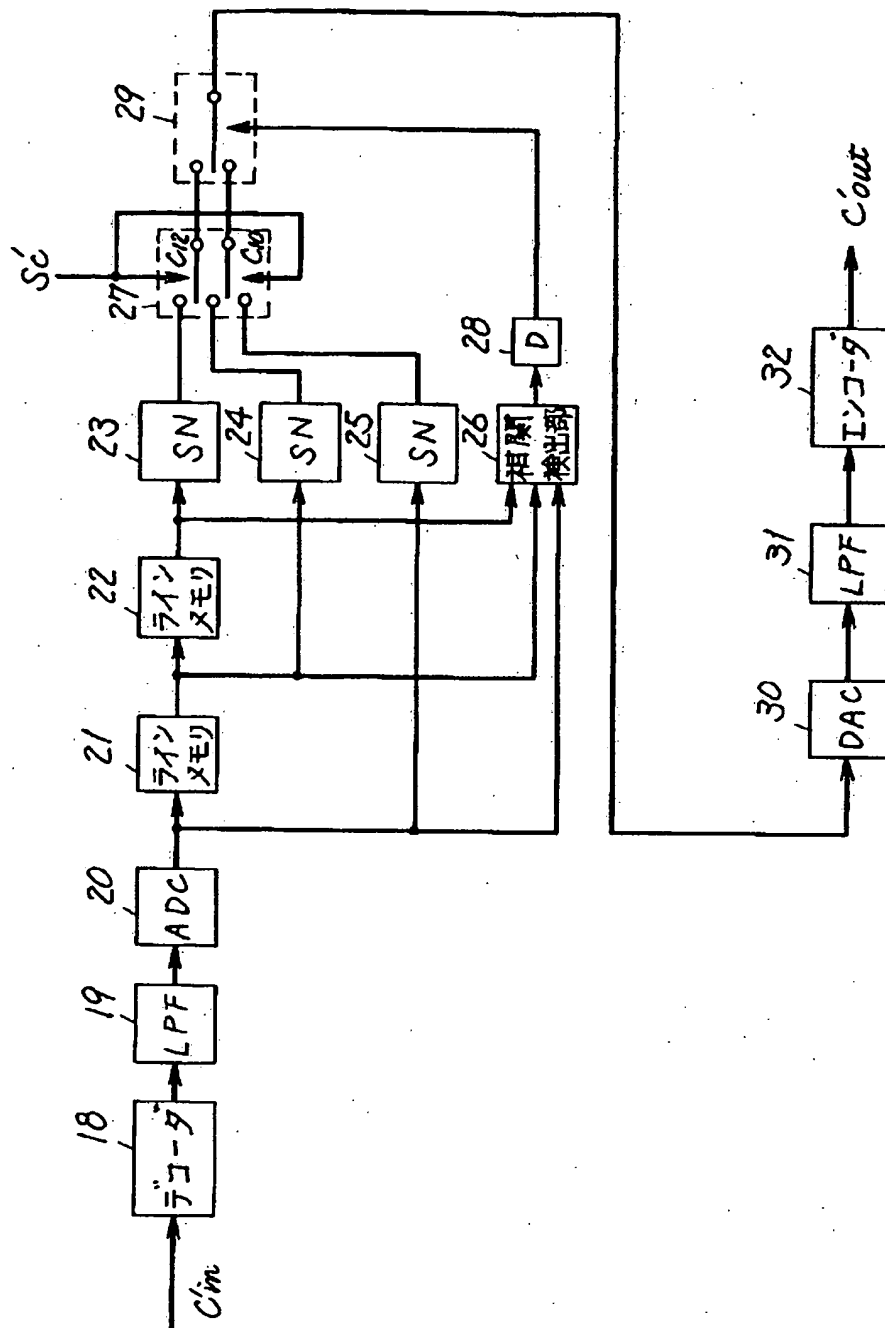 C'in
18
デコーダ
19
LPF
20
ADC
21
ライン
メモリ
22
ライン
メモリ
23
SN
24
SN
25
SN
26
相関
検出部
27
Sc'
C12
C10
28
D
29
30
DAC
31
LPF
32
エンコーダ
C'out